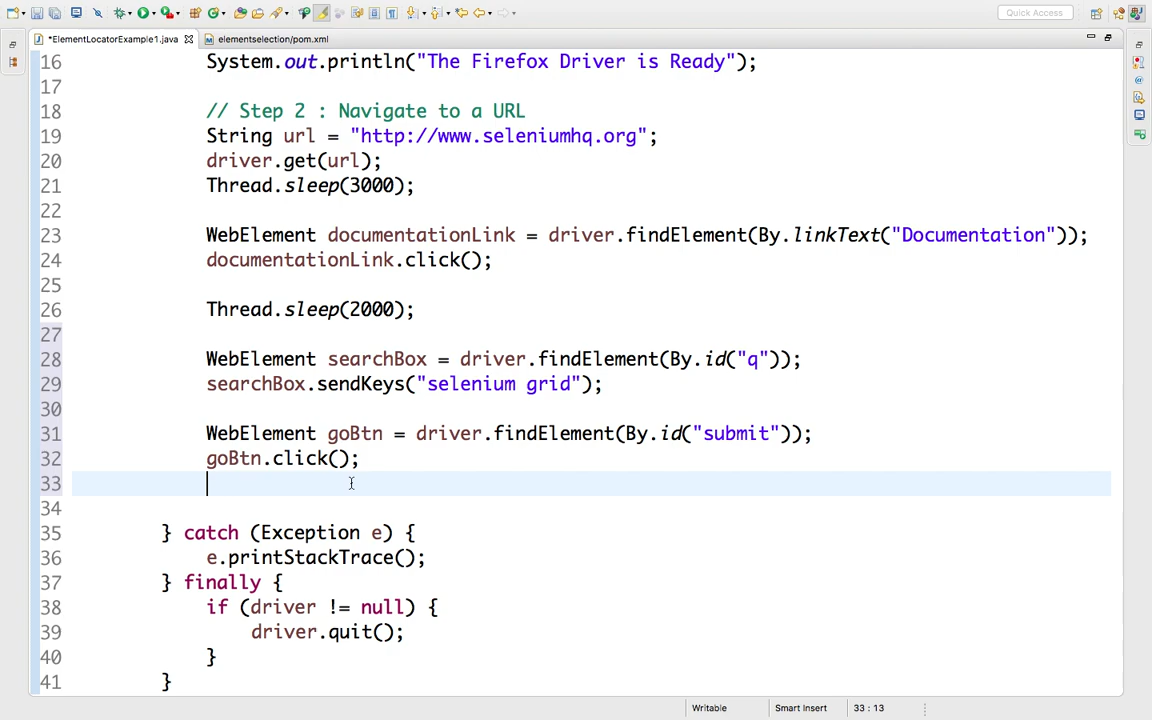 Quick Access
*ElementLocatorExample1.java
elementselection/pom.xml
16 System.out.println("The Firefox Driver is Ready");
17
18 // Step 2 : Navigate to a URL
19 String url = "http://www.seleniumhq.org";
20 driver.get(url);
21 Thread.sleep(3000);
22
23 WebElement documentationLink = driver.findElement(By.linkText("Documentation"));
24 documentationLink.click();
25
26 Thread.sleep(2000);
27
28 WebElement searchBox = driver.findElement(By.id("q"));
29 searchBox.sendKeys("selenium grid");
30
31 WebElement goBtn = driver.findElement(By.id("submit"));
32 goBtn.click();
33
34
35 } catch (Exception e) {
36 e.printStackTrace();
37 } finally {
38 if (driver != null) {
39 driver.quit();
40 }
41 }
Writable
Smart Insert
33 : 13